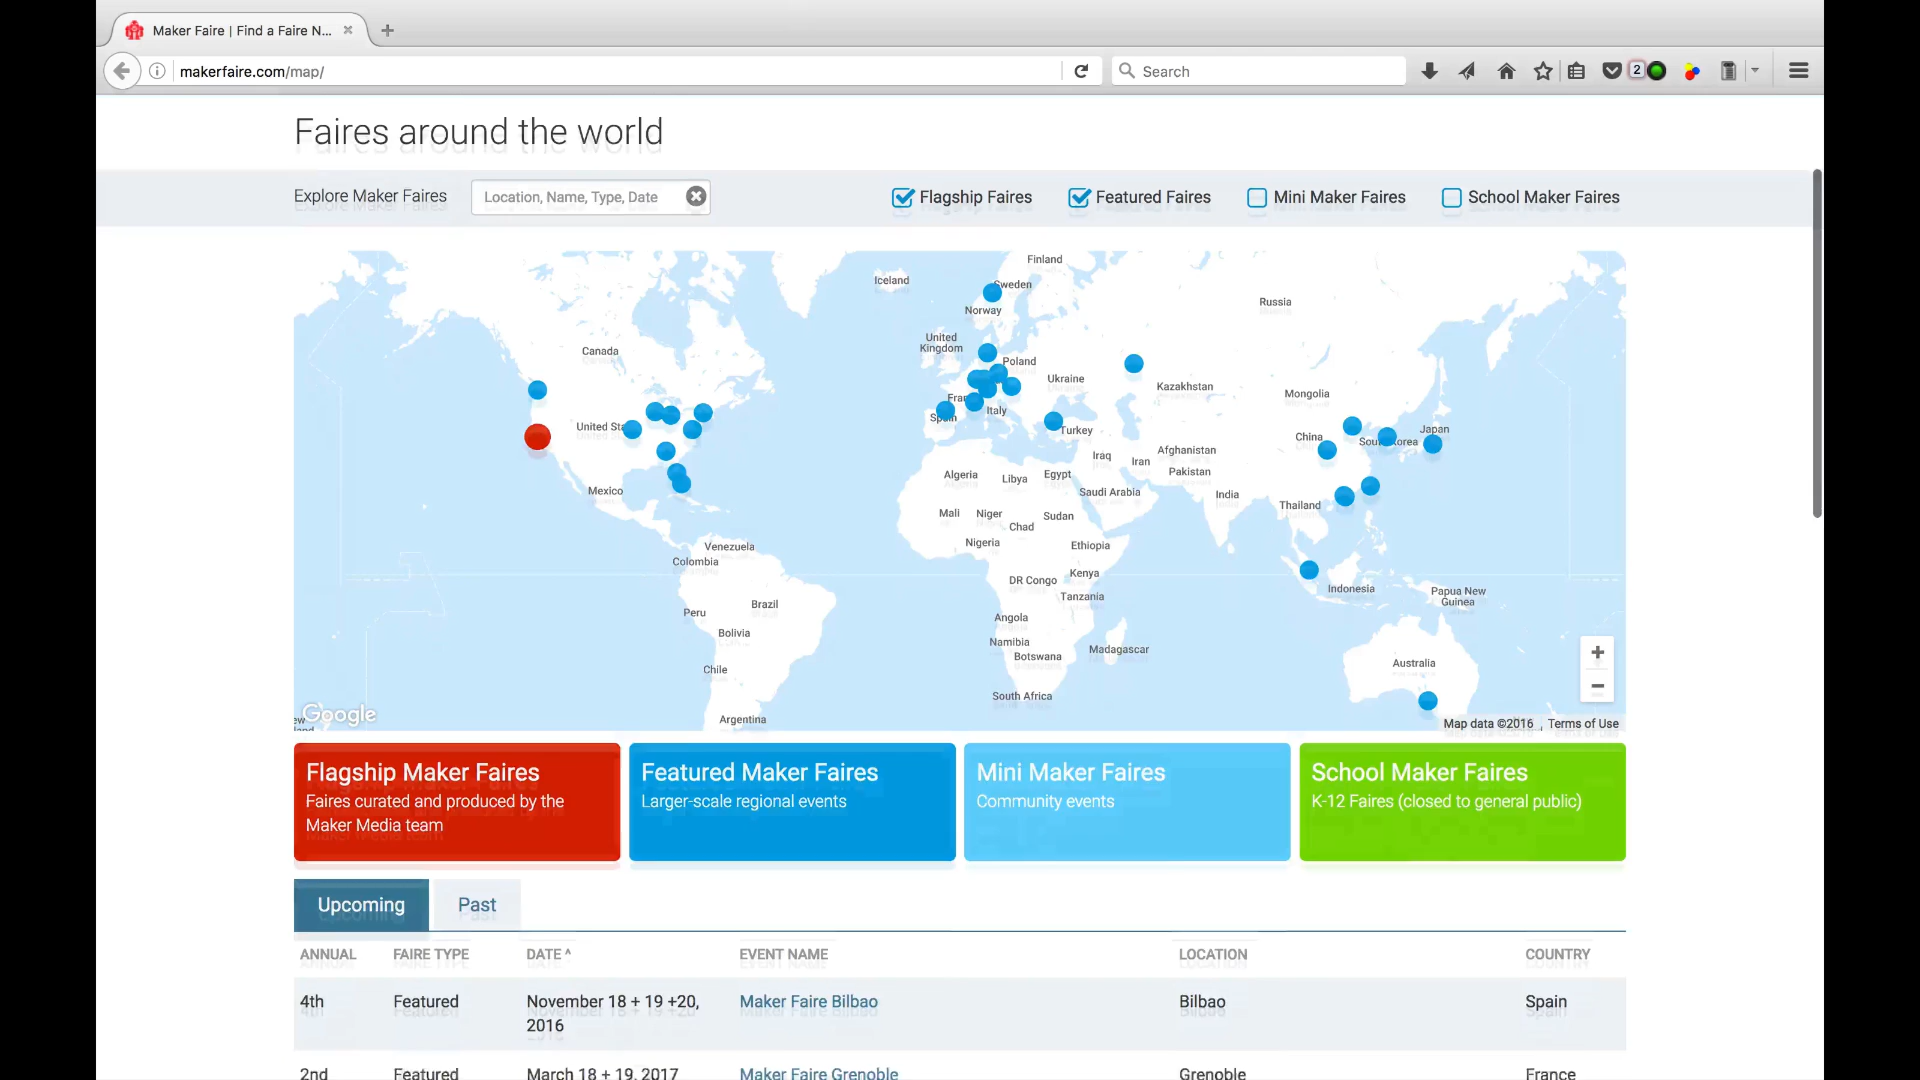 Maker Faire | Find a Faire N...
makerfaire.com/map/
Search
2
Faires around the world
Explore Maker Faires
Location, Name, Type, Date
Flagship Faires
Featured Faires
Mini Maker Faires
School Maker Faires
Finland
Iceland
Sweden
Russia
Norway
United
Kingdom
Canada
Poland
Ukraine
Kazakhstan
Mongolia
Fran
Italy
Spain
United Sta
Turkey
China
South Korea
Japan
Afghanistan
Iraq
Iran
Pakistan
Algeria
Libya
Egypt
Saudi Arabia
India
Mexico
Thailand
Mali
Niger
Chad
Sudan
Nigeria
Ethiopia
Venezuela
Colombia
DR Congo
Kenya
Tanzania
Indonesia
Papua New
Guinea
Peru
Brazil
Angola
Bolivia
Namibia
Botswana
Madagascar
Chile
Australia
South Africa
Argentina
Google
Map data ©2016
Terms of Use
Flagship Maker Faires
Faires curated and produced by the
Maker Media team
Featured Maker Faires
Larger-scale regional events
Mini Maker Faires
Community events
School Maker Faires
K-12 Faires (closed to general public)
Upcoming
Past
ANNUAL FAIRE TYPE DATE ^ EVENT NAME LOCATION COUNTRY
4th Featured November 18 + 19 +20, Maker Faire Bilbao Bilbao Spain
2016
2nd Featured March 18 + 19, 2017 Maker Faire Grenoble Grenoble France